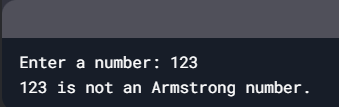 Enter a number: 123
123 is not an Armstrong number.